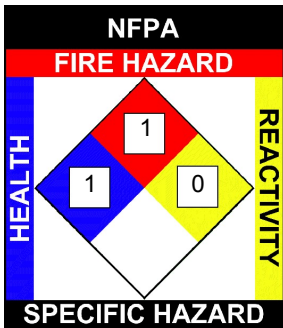 NFPA
FIRE HAZARD
HEALTH
1
1
0
REACTIVITY
SPECIFIC HAZARD